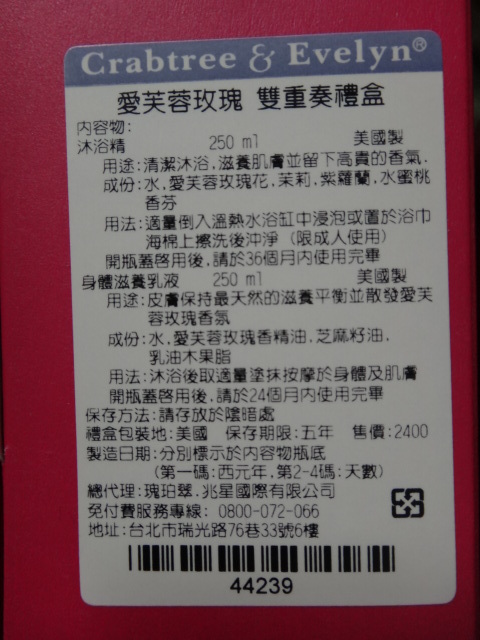 Crabtree & Evelyn®
愛芙蓉玫瑰 雙重奏禮盒
內容物:
沐浴精 250 ml 美國製
用途:清潔沐浴,滋養肌膚並留下高貴的香氣.
成份:水,愛芙蓉玫瑰花,茉莉,紫蘿蘭,水蜜桃
香芬
用法:適量倒入溫熱水浴缸中浸泡或置於浴巾
海棉上擦洗後沖淨 (限成人使用)
開瓶蓋啓用後,請於36個月內使用完畢
身體滋養乳液 250 ml 美國製
用途:皮膚保持最天然的滋養平衡並散發愛芙
蓉玫瑰香氛
成份:水,愛芙蓉玫瑰香精油,芝麻籽油,
乳油木果脂
用法:沐浴後取適量塗抹按摩於身體及肌膚
開瓶蓋啓用後,請於24個月內使用完畢
保存方法:請存放於陰暗處
禮盒包裝地:美國 保存期限:五年 售價:2400
製造日期:分別標示於內容物瓶底
(第一碼:西元年,第2-4碼:天數)
總代理:瑰珀翠.兆星國際有限公司
免付費服務專線: 0800-072-066
地址:台北市瑞光路76巷33號6樓
44239